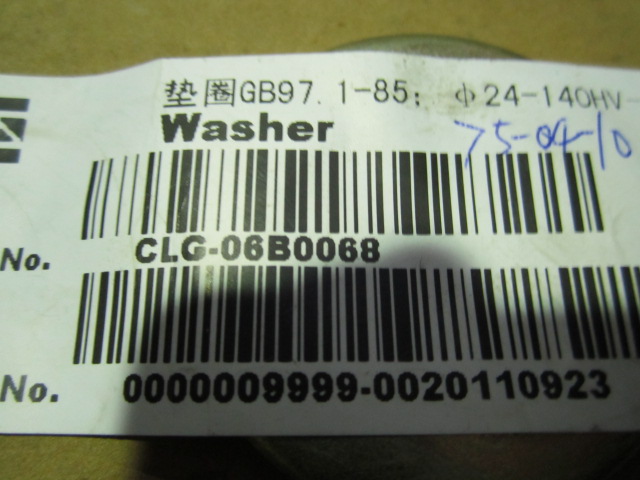 垫圈GB97.1-85; φ24-140HV-
Washer
75-04-10
No. CLG-06B0068
No. 0000009999-0020110923